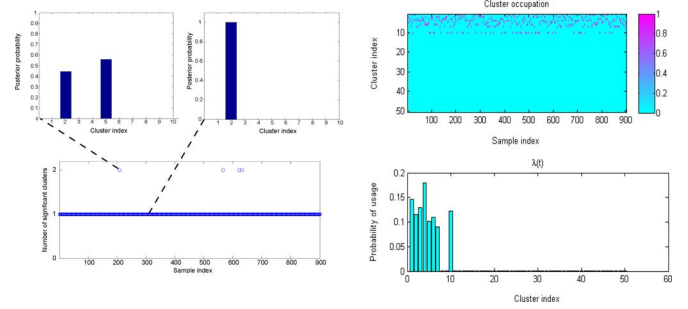 Posterior probability
1
0.9
0.8
0.7
0.6
0.5
0.4
0.3
0.2
0.1
0
1 2 3 4 5 6 7 8 9 10
Cluster index
Posterior probability
1
0.8
0.6
0.4
0.2
0
1 2 3 4 5 6 7 8 9 10
Cluster index
Number of significant clusters
2
1
0
100 200 300 400 500 600 700 800 900
Sample index
Cluster occupation
Cluster index
10
20
30
40
50
100 200 300 400 500 600 700 800 900
Sample index
1
0.8
0.6
0.4
0.2
0
λ(t)
Probability of usage
0.2
0.15
0.1
0.05
0
0 10 20 30 40 50 60
Cluster index